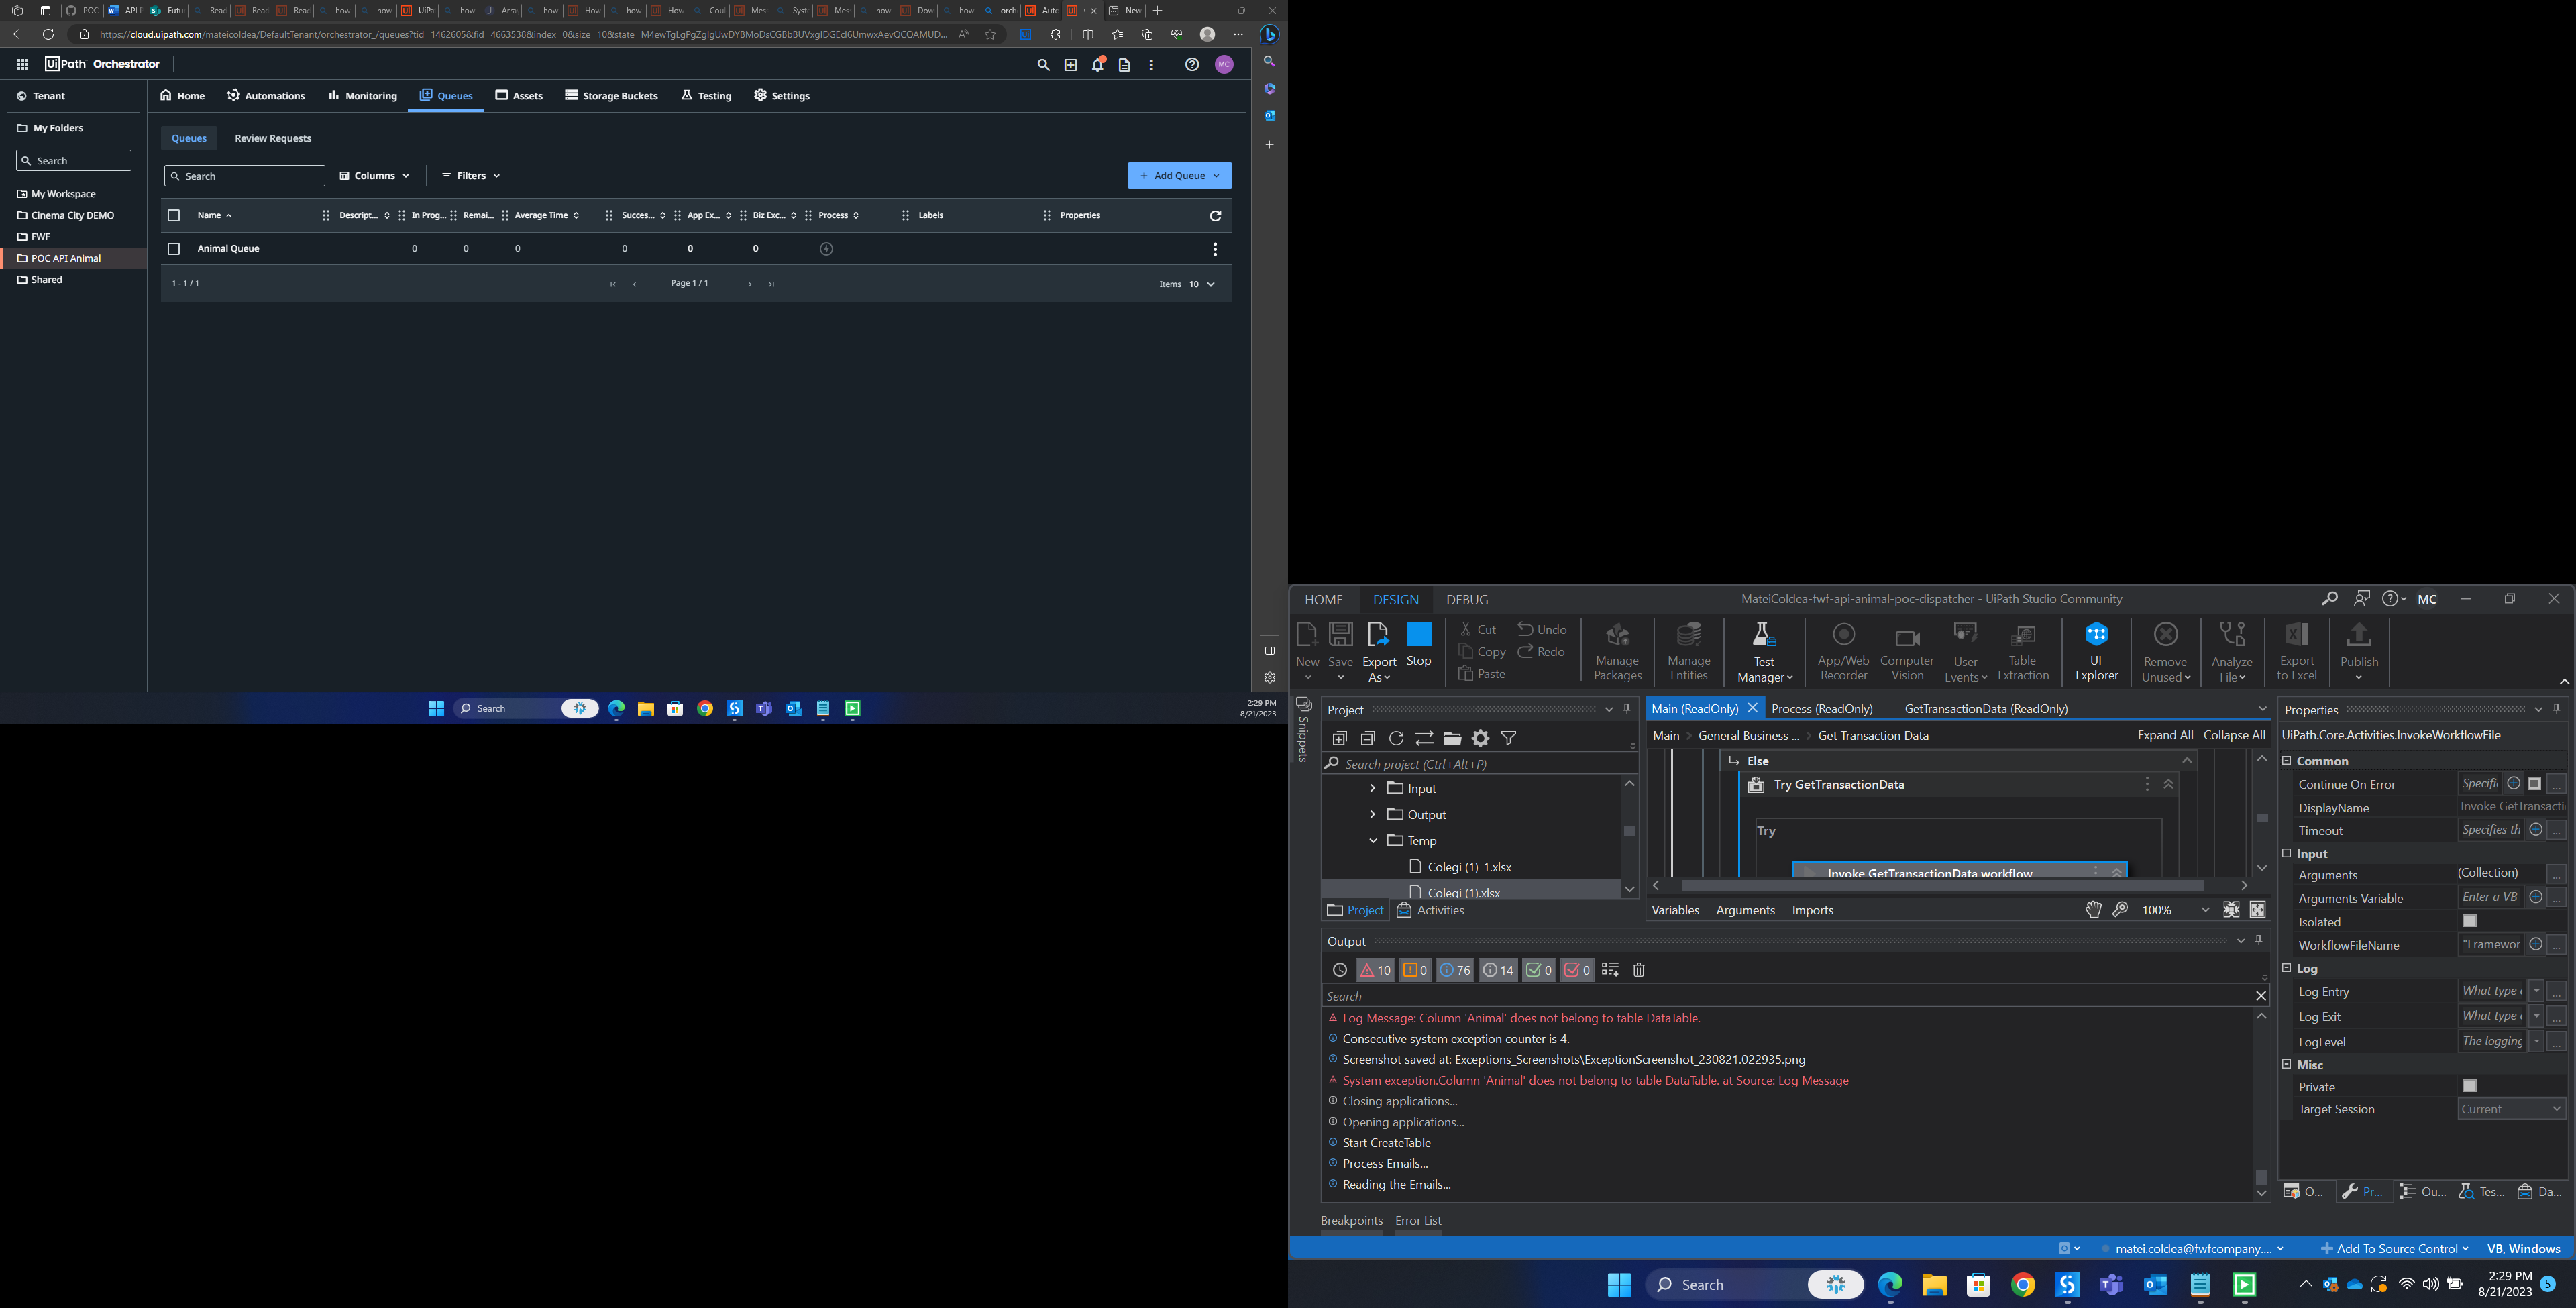 POC
API I
Futu
Reac
Reac
Reac
how
how
UiPa
how
Arra
how
How
how
How
Coul
Mes
Syst
Mes
how
Dov
how
orch
Auto
New
https://cloud.uipath.com/mateicoldea/DefaultTenant/orchestrator_/queues?tid=1462605&fid=4663538&index=0&size=10&state=M4ewTgLgPgZgIgUwDYBMoDsCGBbBUVxgIDGEcI6UmwxAevQCQAMUD...
UiPath Orchestrator
MC
Tenant
Home
Automations
Monitoring
Queues
Assets
Storage Buckets
Testing
Settings
My Folders
Search
My Workspace
Cinema City DEMO
FWF
POC API Animal
Shared
Queues
Review Requests
Search
Columns
Filters
Add Queue
Name
Descript...
In Prog...
Remai...
Average Time
Succes...
App Ex...
Biz Exc...
Process
Labels
Properties
Animal Queue
0
0
0
0
0
0
1 - 1 / 1
Page 1 / 1
Items 10
Search
2:29 PM
8/21/2023
HOME
DESIGN
DEBUG
MateiColdea-fwf-api-animal-poc-dispatcher - UiPath Studio Community
MC
New
Save
Export As
Stop
Cut
Copy
Paste
Undo
Redo
Manage Packages
Manage Entities
Test Manager
App/Web Recorder
Computer Vision
User Events
Table Extraction
UI Explorer
Remove Unused
Analyze File
Export to Excel
Publish
Snippets
Project
Search project (Ctrl+Alt+P)
Input
Output
Temp
Colegi (1)_1.xlsx
Colegi (1).xlsx
Project
Activities
Main (ReadOnly)
Process (ReadOnly)
GetTransactionData (ReadOnly)
Main
General Business ...
Get Transaction Data
Expand All
Collapse All
Else
Try GetTransactionData
Try
Invoke GetTransactionData workflow
Variables
Arguments
Imports
100%
Output
10
0
76
14
0
0
Search
Log Message: Column 'Animal' does not belong to table DataTable.
Consecutive system exception counter is 4.
Screenshot saved at: Exceptions_Screenshots\ExceptionScreenshot_230821.022935.png
System exception.Column 'Animal' does not belong to table DataTable. at Source: Log Message
Closing applications...
Opening applications...
Start CreateTable
Process Emails...
Reading the Emails...
Breakpoints
Error List
Properties
UiPath.Core.Activities.InvokeWorkflowFile
Common
Continue On Error Specifi
DisplayName Invoke GetTransacti
Timeout Specifies th
Input
Arguments (Collection)
Arguments Variable Enter a VB
Isolated
WorkflowFileName "Framewor
Log
Log Entry What type
Log Exit What type
LogLevel The logging
Misc
Private
Target Session Current
O...
Pr...
Ou...
Tes...
Da...
matei.coldea@fwfcompany....
Add To Source Control
VB, Windows
Search
2:29 PM
8/21/2023
5